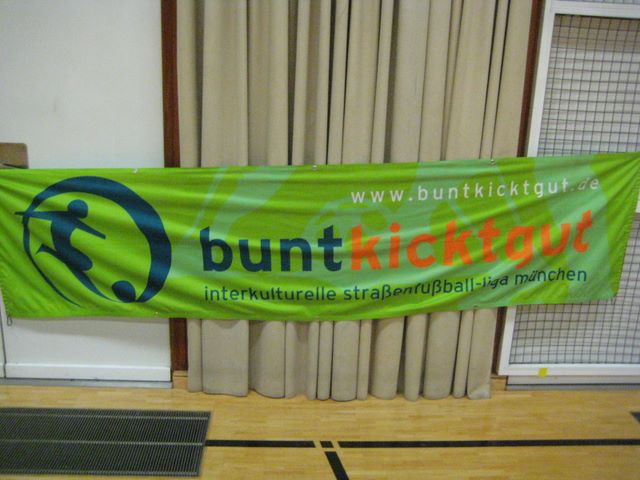 www.buntkicktgut.de
buntkicktgut
interkulturelle straßenfußball-liga münchen